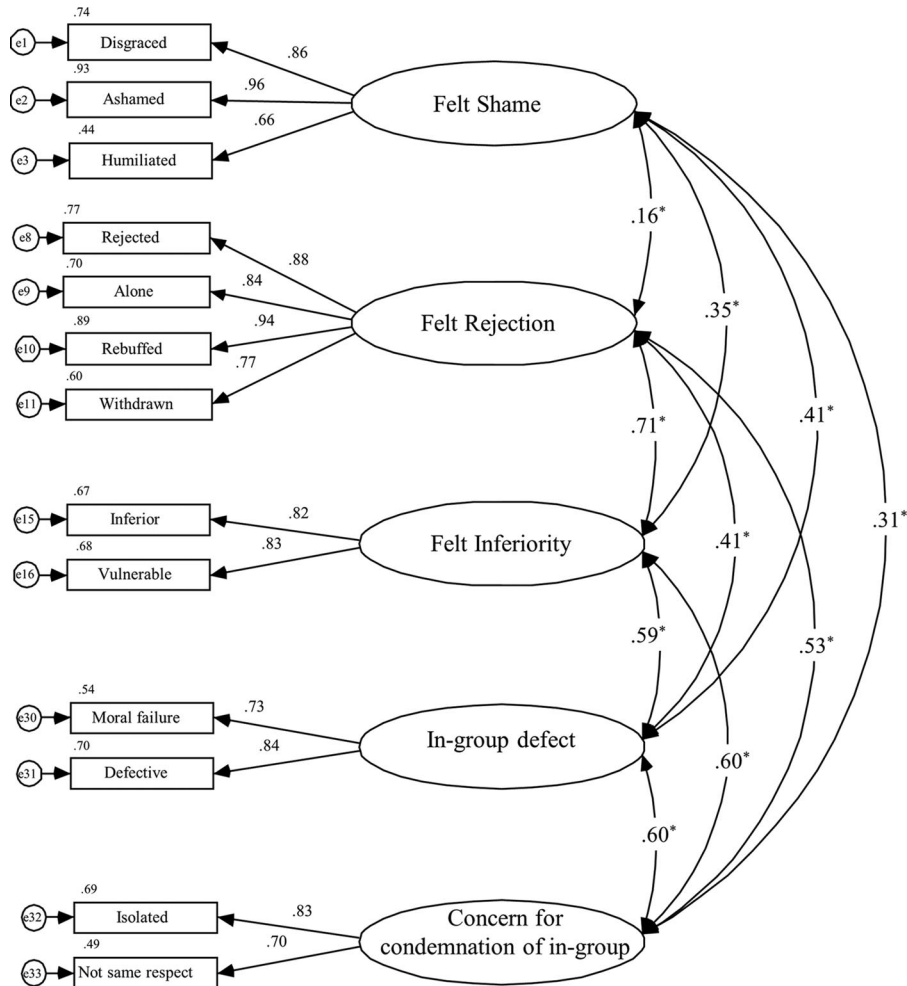 .74
e1 Disgraced .86
.93
e2 Ashamed .96 Felt Shame
.44 .66
e3 Humiliated
.77
e8 Rejected .16*
.70 .88
e9 Alone .84
.35*
.89 .94 Felt Rejection
e10 Rebuffed
.60 .77
e11 Withdrawn
.71* .41*
.67
e15 Inferior .82
.31*
.68 .83 Felt Inferiority .41*
e16 Vulnerable
.59* .53*
.54
e30 Moral failure .73
.70 .84 In-group defect
e31 Defective .60*
.60*
.69
e32 Isolated .83 Concern for
.49 .70 condemnation of in-group
e33 Not same respect